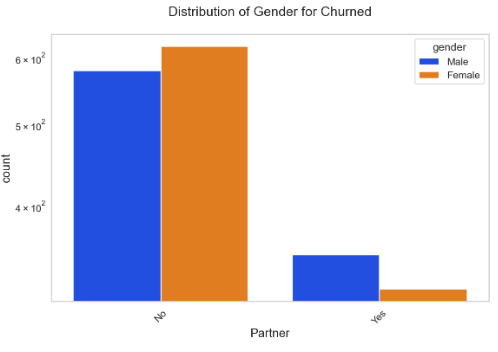 Distribution of Gender for Churned
gender
Male
Female
6 × 10²
5 × 10²
4 × 10²
count
No
Yes
Partner